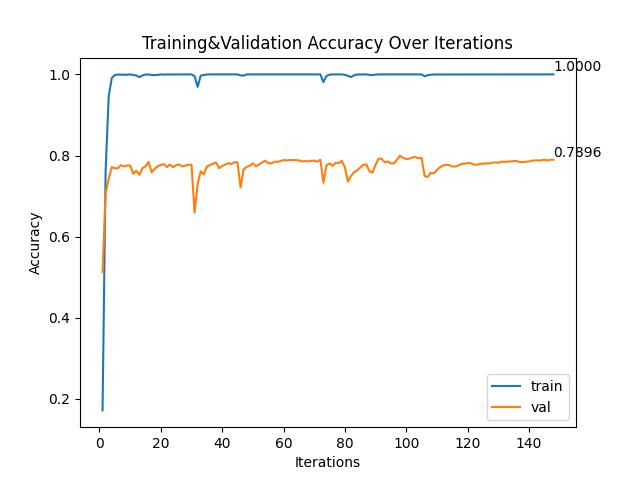 Training&Validation Accuracy Over Iterations
1.0000
0.7896
1.0
0.8
0.6
0.4
0.2
Accuracy
train
val
0 20 40 60 80 100 120 140
Iterations